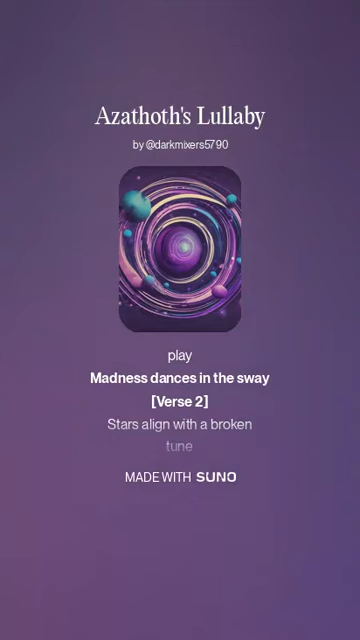 Azathoth's Lullaby
by @darkmixers5790
play
Madness dances in the sway
[Verse 2]
Stars align with a broken
tune
MADE WITH SUNO